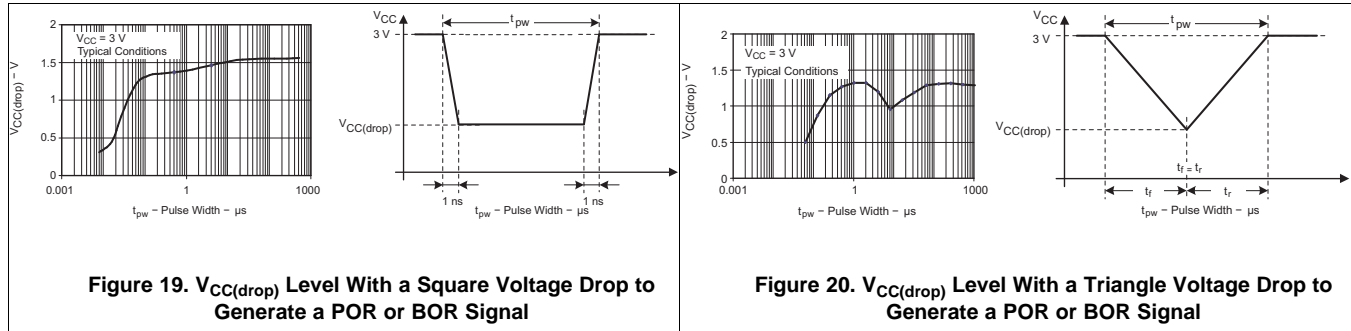 2
V_CC = 3 V
Typical Conditions
1.5
1
0.5
0
V_CC(drop) − V
0.001
1
1000
t_pw − Pulse Width − µs
V_CC
t_pw
3 V
V_CC(drop)
1 ns
1 ns
t_pw − Pulse Width − µs
Figure 19. V_CC(drop) Level With a Square Voltage Drop to
Generate a POR or BOR Signal
2
V_CC = 3 V
1.5
Typical Conditions
1
0.5
0
V_CC(drop) − V
0.001
1
1000
t_pw − Pulse Width − µs
V_CC
t_pw
3 V
V_CC(drop)
t_f = t_r
t_f
t_r
t_pw − Pulse Width − µs
Figure 20. V_CC(drop) Level With a Triangle Voltage Drop to
Generate a POR or BOR Signal